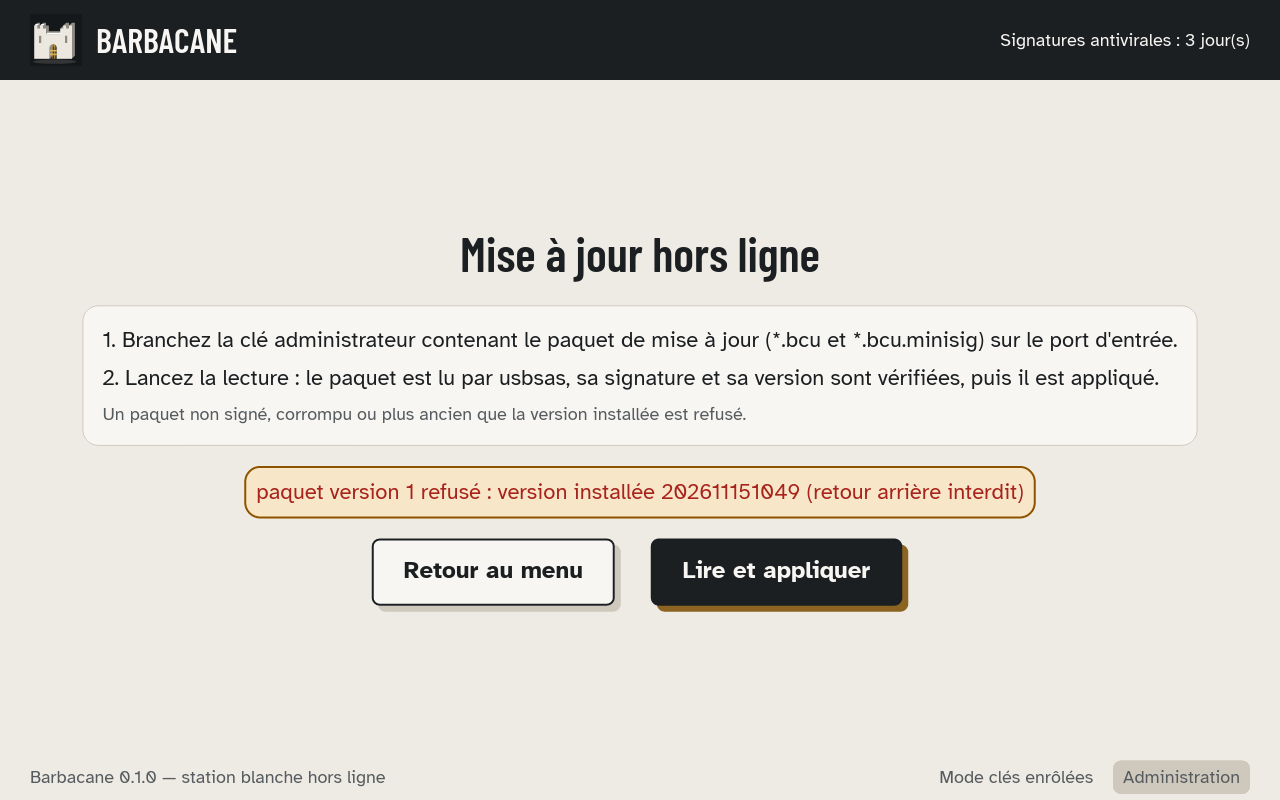 BARBACANE
Signatures antivirales : 3 jour(s)
Mise à jour hors ligne
1. Branchez la clé administrateur contenant le paquet de mise à jour (*.bcu et *.bcu.minisig) sur le port d'entrée.
2. Lancez la lecture : le paquet est lu par usbsas, sa signature et sa version sont vérifiées, puis il est appliqué.
Un paquet non signé, corrompu ou plus ancien que la version installée est refusé.
paquet version 1 refusé : version installée 202611151049 (retour arrière interdit)
Retour au menu
Lire et appliquer
Barbacane 0.1.0 — station blanche hors ligne
Mode clés enrôlées
Administration